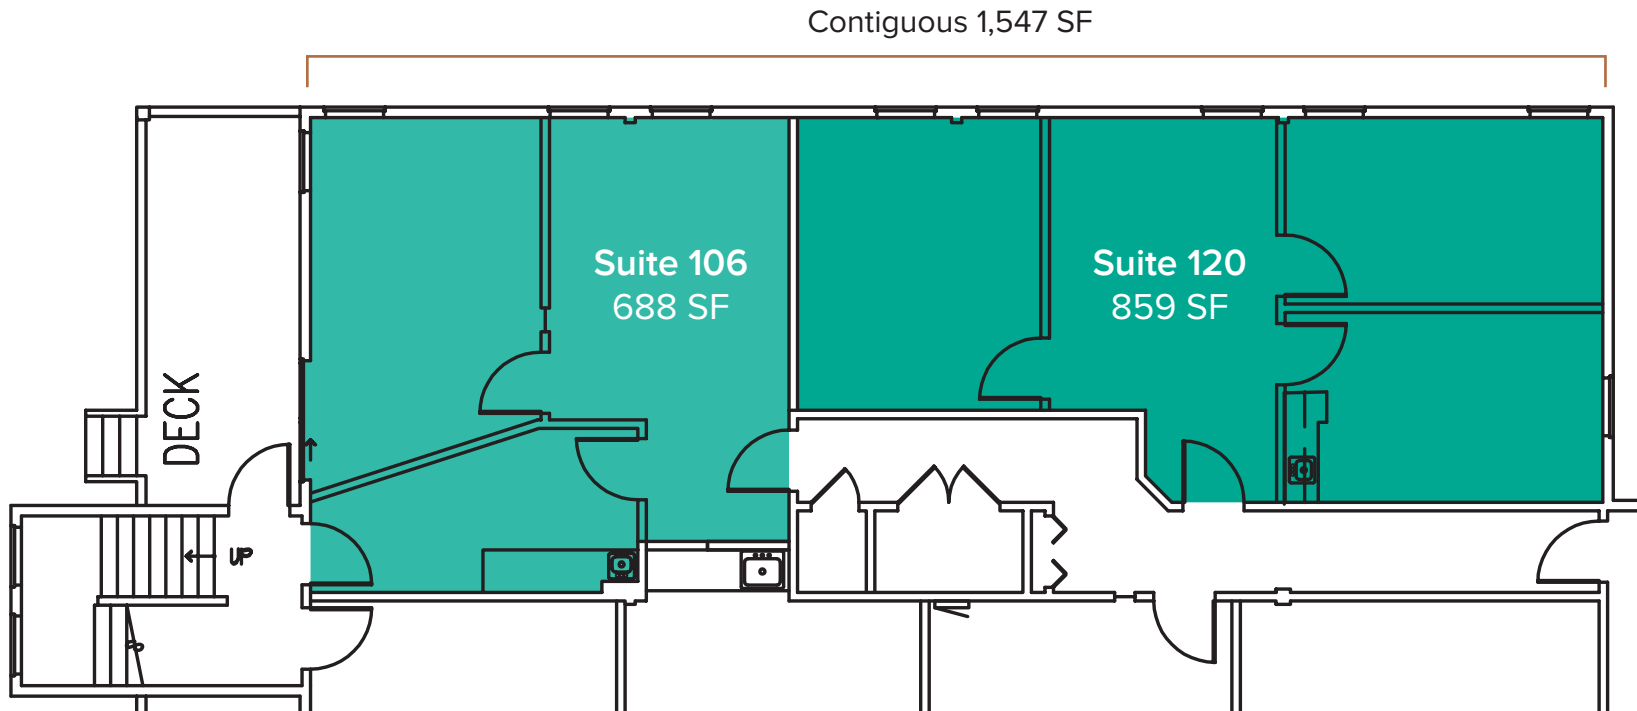 Contiguous 1,547 SF
Suite 106
688 SF
Suite 120
859 SF
DECK
UP